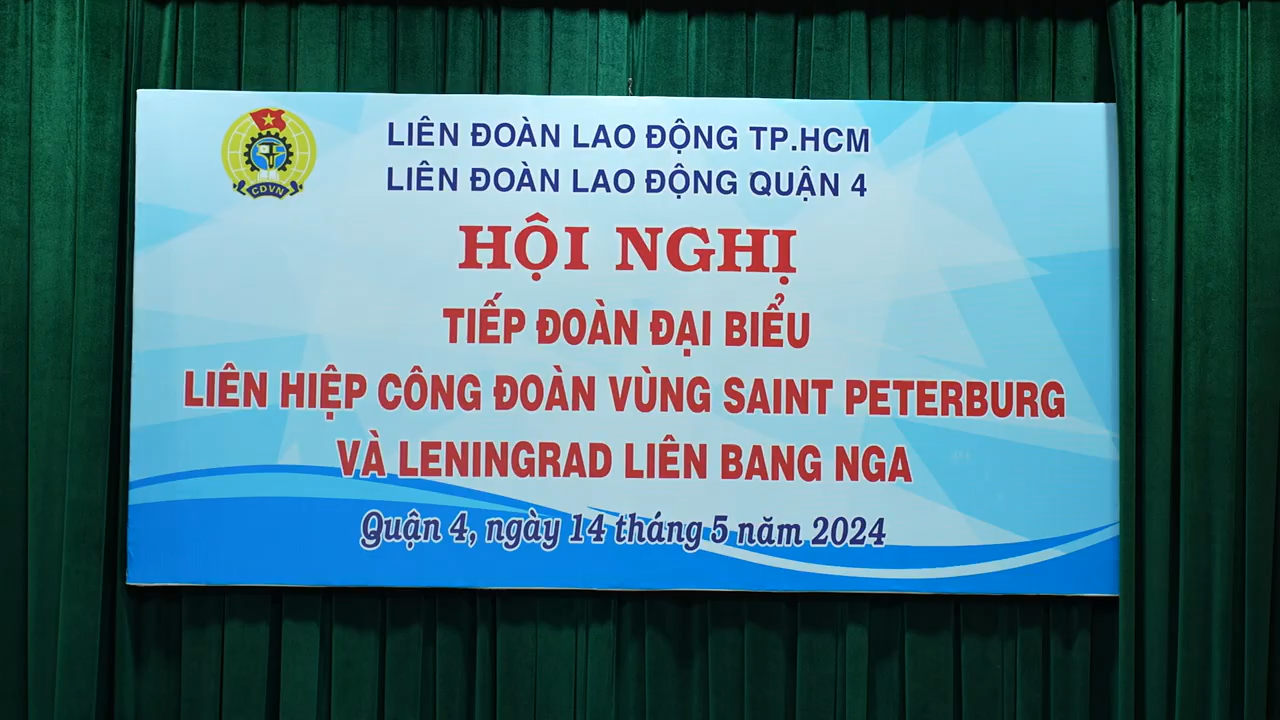 CĐVN
LIÊN ĐOÀN LAO ĐỘNG TP.HCM
LIÊN ĐOÀN LAO ĐỘNG QUẬN 4
HỘI NGHỊ
TIẾP ĐOÀN ĐẠI BIỂU
LIÊN HIỆP CÔNG ĐOÀN VÙNG SAINT PETERBURG
VÀ LENINGRAD LIÊN BANG NGA
Quận 4, ngày 14 tháng 5 năm 2024